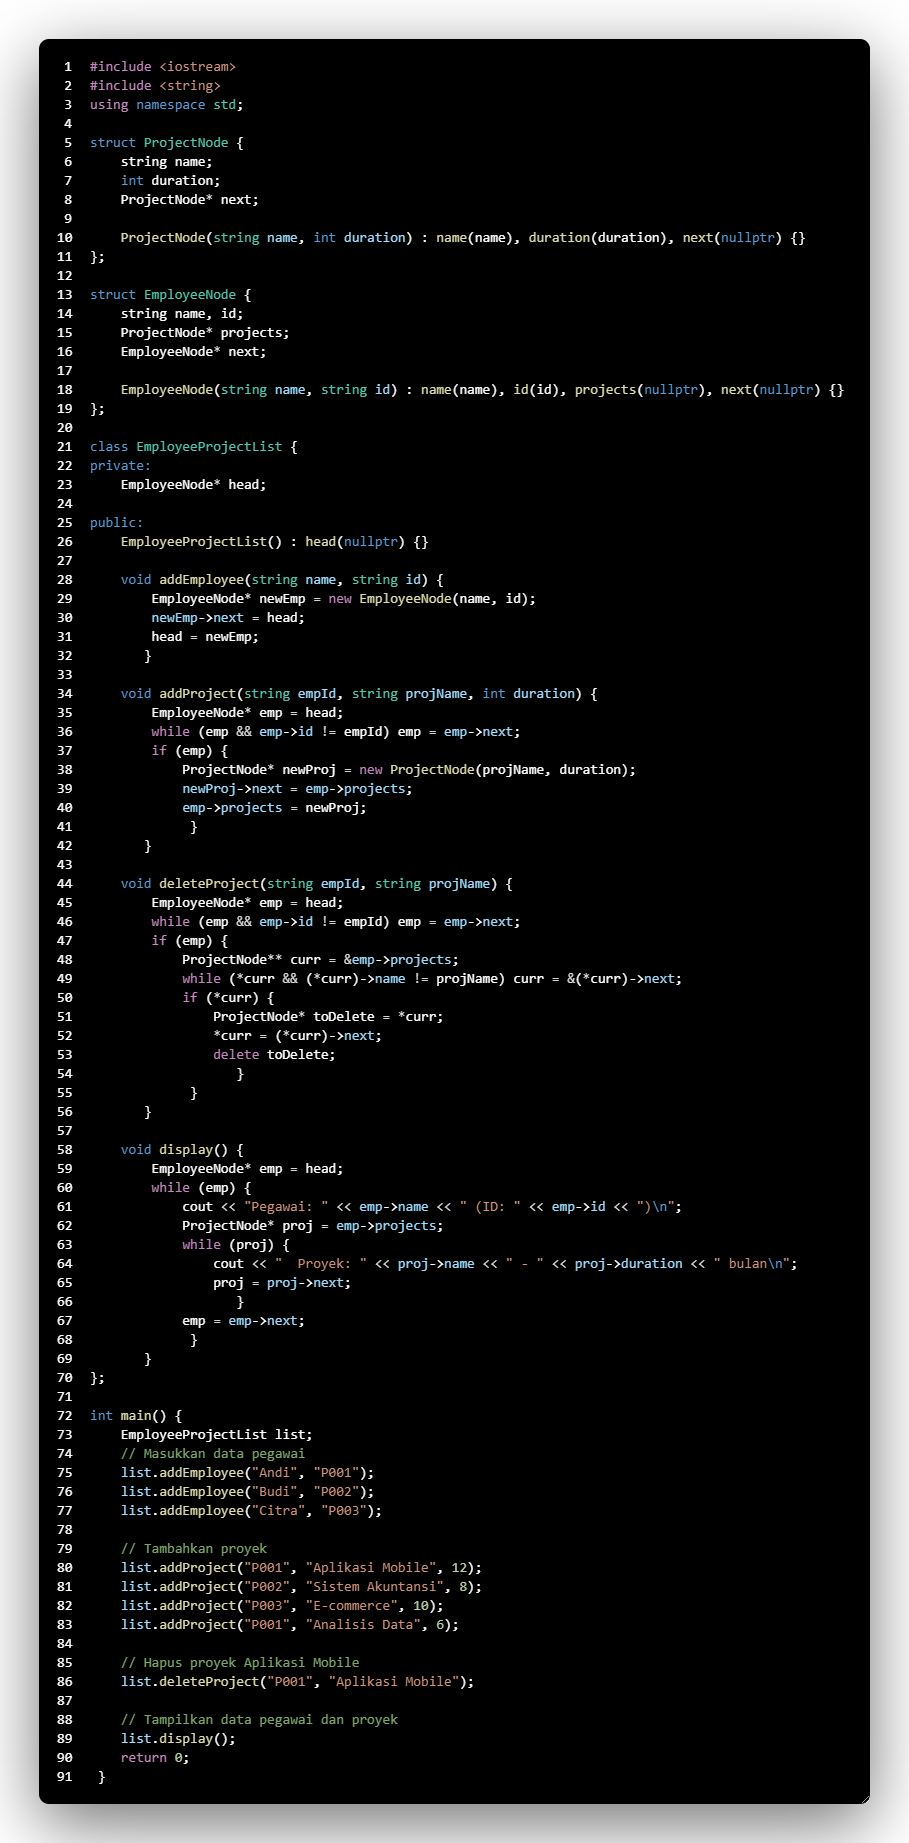 1 #include <iostream>
2 #include <string>
3 using namespace std;
4
5 struct ProjectNode {
6     string name;
7     int duration;
8     ProjectNode* next;
9
10     ProjectNode(string name, int duration) : name(name), duration(duration), next(nullptr) {}
11 };
12
13 struct EmployeeNode {
14     string name, id;
15     ProjectNode* projects;
16     EmployeeNode* next;
17
18     EmployeeNode(string name, string id) : name(name), id(id), projects(nullptr), next(nullptr) {}
19 };
20
21 class EmployeeProjectList {
22 private:
23     EmployeeNode* head;
24
25 public:
26     EmployeeProjectList() : head(nullptr) {}
27
28     void addEmployee(string name, string id) {
29         EmployeeNode* newEmp = new EmployeeNode(name, id);
30         newEmp->next = head;
31         head = newEmp;
32        }
33
34     void addProject(string empId, string projName, int duration) {
35         EmployeeNode* emp = head;
36         while (emp && emp->id != empId) emp = emp->next;
37         if (emp) {
38             ProjectNode* newProj = new ProjectNode(projName, duration);
39             newProj->next = emp->projects;
40             emp->projects = newProj;
41              }
42        }
43
44     void deleteProject(string empId, string projName) {
45         EmployeeNode* emp = head;
46         while (emp && emp->id != empId) emp = emp->next;
47         if (emp) {
48             ProjectNode** curr = &emp->projects;
49             while (*curr && (*curr)->name != projName) curr = &(*curr)->next;
50             if (*curr) {
51                 ProjectNode* toDelete = *curr;
52                 *curr = (*curr)->next;
53                 delete toDelete;
54                    }
55              }
56        }
57
58     void display() {
59         EmployeeNode* emp = head;
60         while (emp) {
61             cout << "Pegawai: " << emp->name << " (ID: " << emp->id << ")\n";
62             ProjectNode* proj = emp->projects;
63             while (proj) {
64                 cout << "  Proyek: " << proj->name << " - " << proj->duration << " bulan\n";
65                 proj = proj->next;
66                    }
67             emp = emp->next;
68              }
69        }
70 };
71
72 int main() {
73     EmployeeProjectList list;
74     // Masukkan data pegawai
75     list.addEmployee("Andi", "P001");
76     list.addEmployee("Budi", "P002");
77     list.addEmployee("Citra", "P003");
78
79     // Tambahkan proyek
80     list.addProject("P001", "Aplikasi Mobile", 12);
81     list.addProject("P002", "Sistem Akuntansi", 8);
82     list.addProject("P003", "E-commerce", 10);
83     list.addProject("P001", "Analisis Data", 6);
84
85     // Hapus proyek Aplikasi Mobile
86     list.deleteProject("P001", "Aplikasi Mobile");
87
88     // Tampilkan data pegawai dan proyek
89     list.display();
90     return 0;
91  }